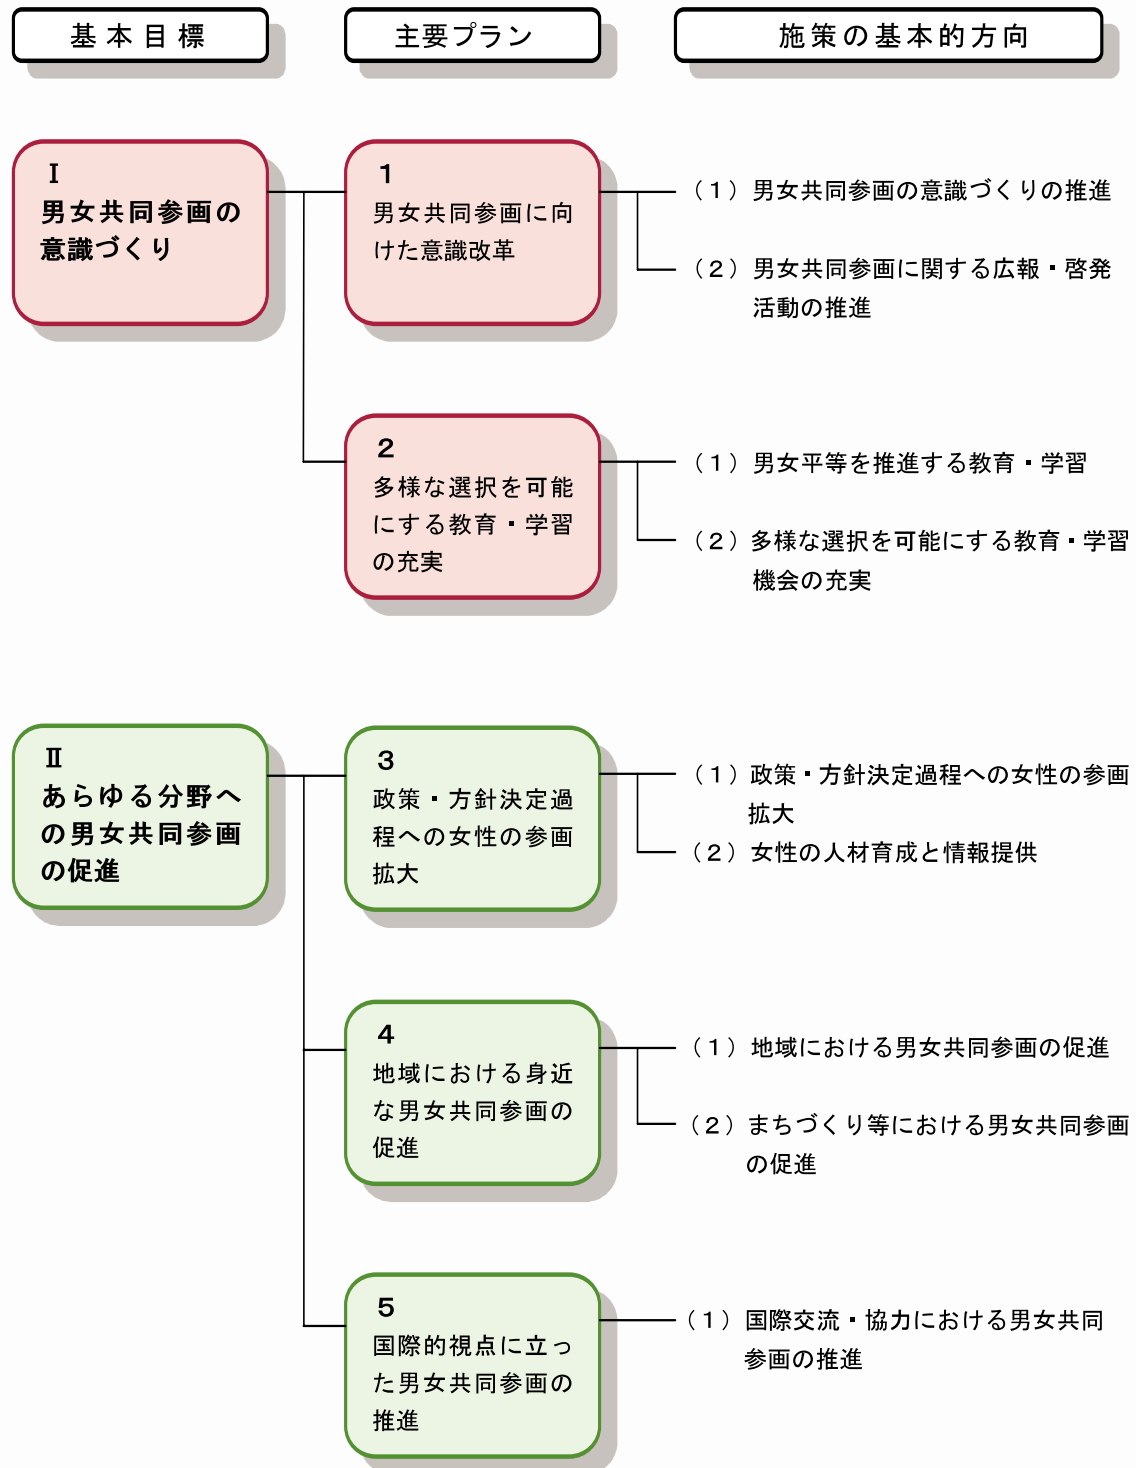 基本目標
主要プラン
施策の基本的方向
Ⅰ
男女共同参画の
意識づくり
1
男女共同参画に向
けた意識改革
（１）男女共同参画の意識づくりの推進
（２）男女共同参画に関する広報・啓発
活動の推進
2
多様な選択を可能
にする教育・学習
の充実
（１）男女平等を推進する教育・学習
（２）多様な選択を可能にする教育・学習
機会の充実
Ⅱ
あらゆる分野へ
の男女共同参画
の促進
3
政策・方針決定過
程への女性の参画
拡大
（１）政策・方針決定過程への女性の参画
拡大
（２）女性の人材育成と情報提供
4
地域における身近
な男女共同参画の
促進
（１）地域における男女共同参画の促進
（２）まちづくり等における男女共同参画
の促進
5
国際的視点に立っ
た男女共同参画の
推進
（１）国際交流・協力における男女共同
参画の推進